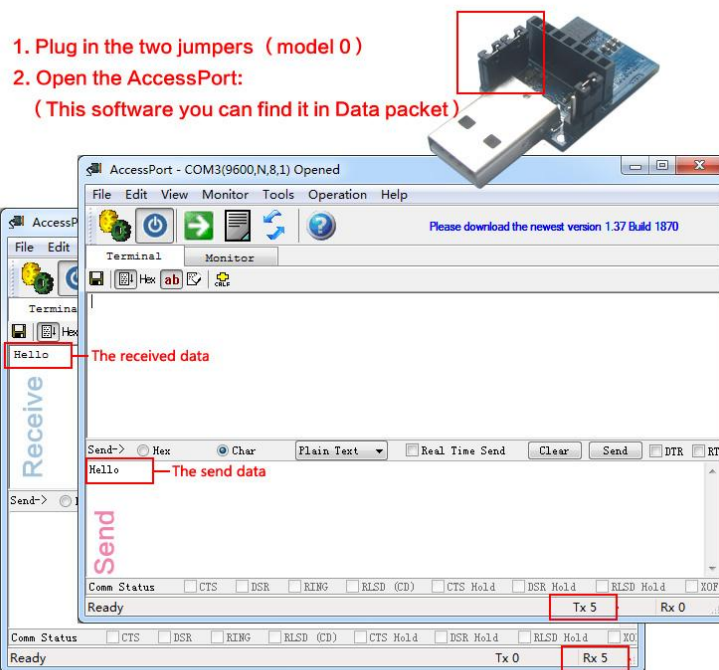 1. Plug in the two jumpers （model 0）
2. Open the AccessPort:
（This software you can find it in Data packet）
AccessPort - COM3(9600,N,8,1) Opened
File Edit View Monitor Tools Operation Help
Please download the newest version 1.37 Build 1870
Terminal Monitor
Hex ab CRLF
Send-> Hex Char Plain Text Real Time Send Clear Send DTR RT
Hello
The send data
Send
Comm Status CTS DSR RING RLSD (CD) CTS Hold DSR Hold RLSD Hold XOF
Ready Tx 5 Rx 0
AccessP
File Edit
Termina
Hex
Hello
The received data
Receive
Send->
Comm Status CTS DSR RING RLSD (CD) CTS Hold DSR Hold RLSD Hold XO
Ready Tx 0 Rx 5